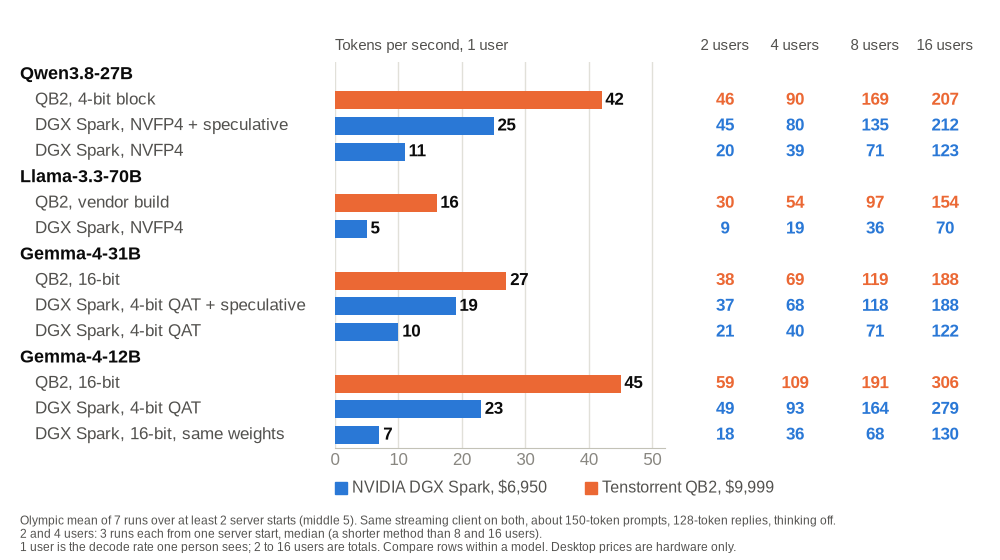 Tokens per second, 1 user 2 users 4 users 8 users 16 users
Qwen3.8-27B
QB2, 4-bit block 42 46 90 169 207
DGX Spark, NVFP4 + speculative 25 45 80 135 212
DGX Spark, NVFP4 11 20 39 71 123
Llama-3.3-70B
QB2, vendor build 16 30 54 97 154
DGX Spark, NVFP4 5 9 19 36 70
Gemma-4-31B
QB2, 16-bit 27 38 69 119 188
DGX Spark, 4-bit QAT + speculative 19 37 68 118 188
DGX Spark, 4-bit QAT 10 21 40 71 122
Gemma-4-12B
QB2, 16-bit 45 59 109 191 306
DGX Spark, 4-bit QAT 23 49 93 164 279
DGX Spark, 16-bit, same weights 7 18 36 68 130
0 10 20 30 40 50
NVIDIA DGX Spark, $6,950 Tenstorrent QB2, $9,999
Olympic mean of 7 runs over at least 2 server starts (middle 5). Same streaming client on both, about 150-token prompts, 128-token replies, thinking off.
2 and 4 users: 3 runs each from one server start, median (a shorter method than 8 and 16 users).
1 user is the decode rate one person sees; 2 to 16 users are totals. Compare rows within a model. Desktop prices are hardware only.